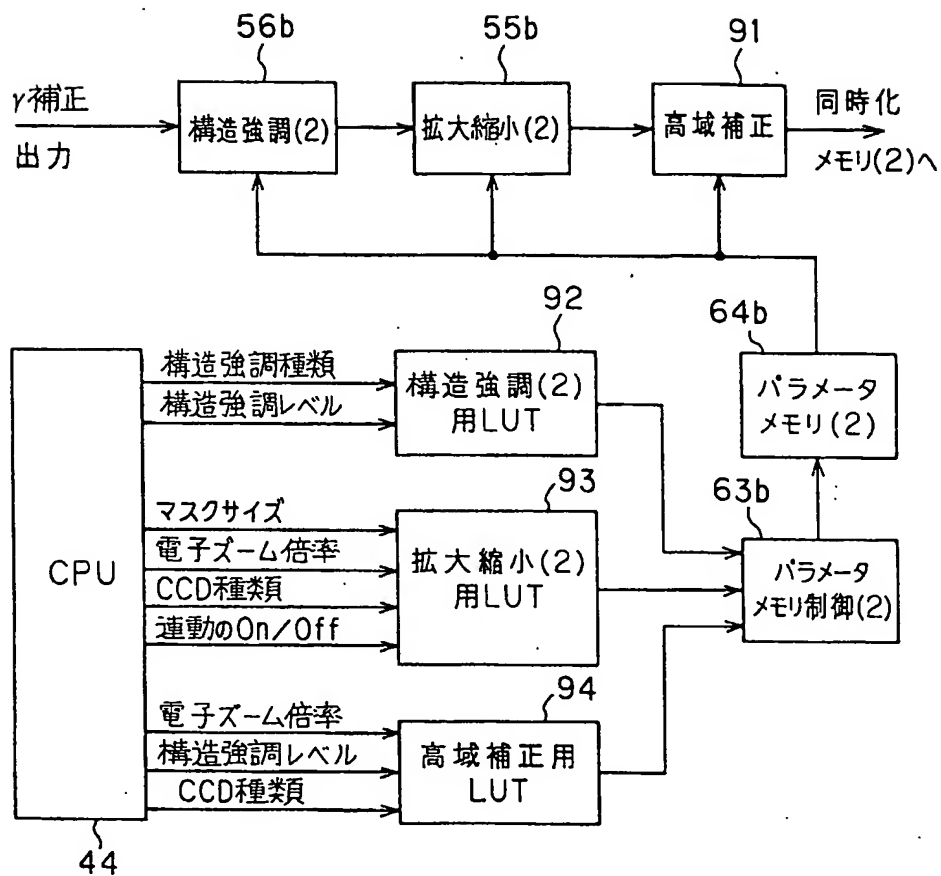 56b
55b
91
γ補正
出力
構造強調(2)
拡大縮小(2)
高域補正
同時化
メモリ(2)へ
92
64b
構造強調種類
構造強調レベル
構造強調(2)
用LUT
パラメータ
メモリ(2)
93
63b
CPU
マスクサイズ
電子ズーム倍率
CCD種類
連動のOn/Off
拡大縮小(2)
用LUT
パラメータ
メモリ制御(2)
94
電子ズーム倍率
構造強調レベル
CCD種類
高域補正用
LUT
44